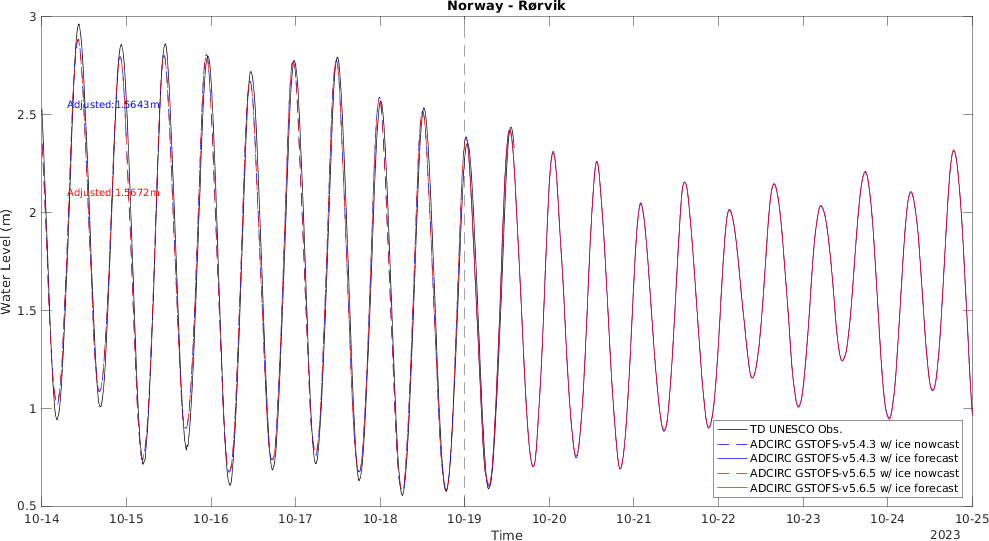 Norway - Rørvik
3
2.5
2
1.5
1
0.5
Water Level (m)
Adjusted:1.5643m
Adjusted:1.5672m
TD UNESCO Obs.
ADCIRC GSTOFS-v5.4.3 w/ ice nowcast
ADCIRC GSTOFS-v5.4.3 w/ ice forecast
ADCIRC GSTOFS-v5.6.5 w/ ice nowcast
ADCIRC GSTOFS-v5.6.5 w/ ice forecast
10-14 10-15 10-16 10-17 10-18 10-19 10-20 10-21 10-22 10-23 10-24 10-25
Time
2023